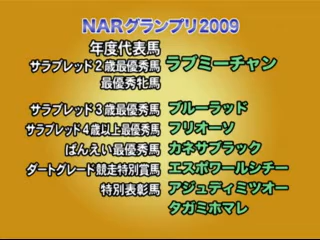 NARグランプリ2009
年度代表馬
サラブレッド2歳最優秀馬 ラブミーチャン
最優秀牝馬
サラブレッド3歳最優秀馬 ブルーラッド
サラブレッド4歳以上最優秀馬 フリオーソ
ばんえい最優秀馬 カネサブラック
ダートグレード競走特別賞馬 エスポワールシチー
特別表彰馬 アジュディミツオー
タガミホマレ